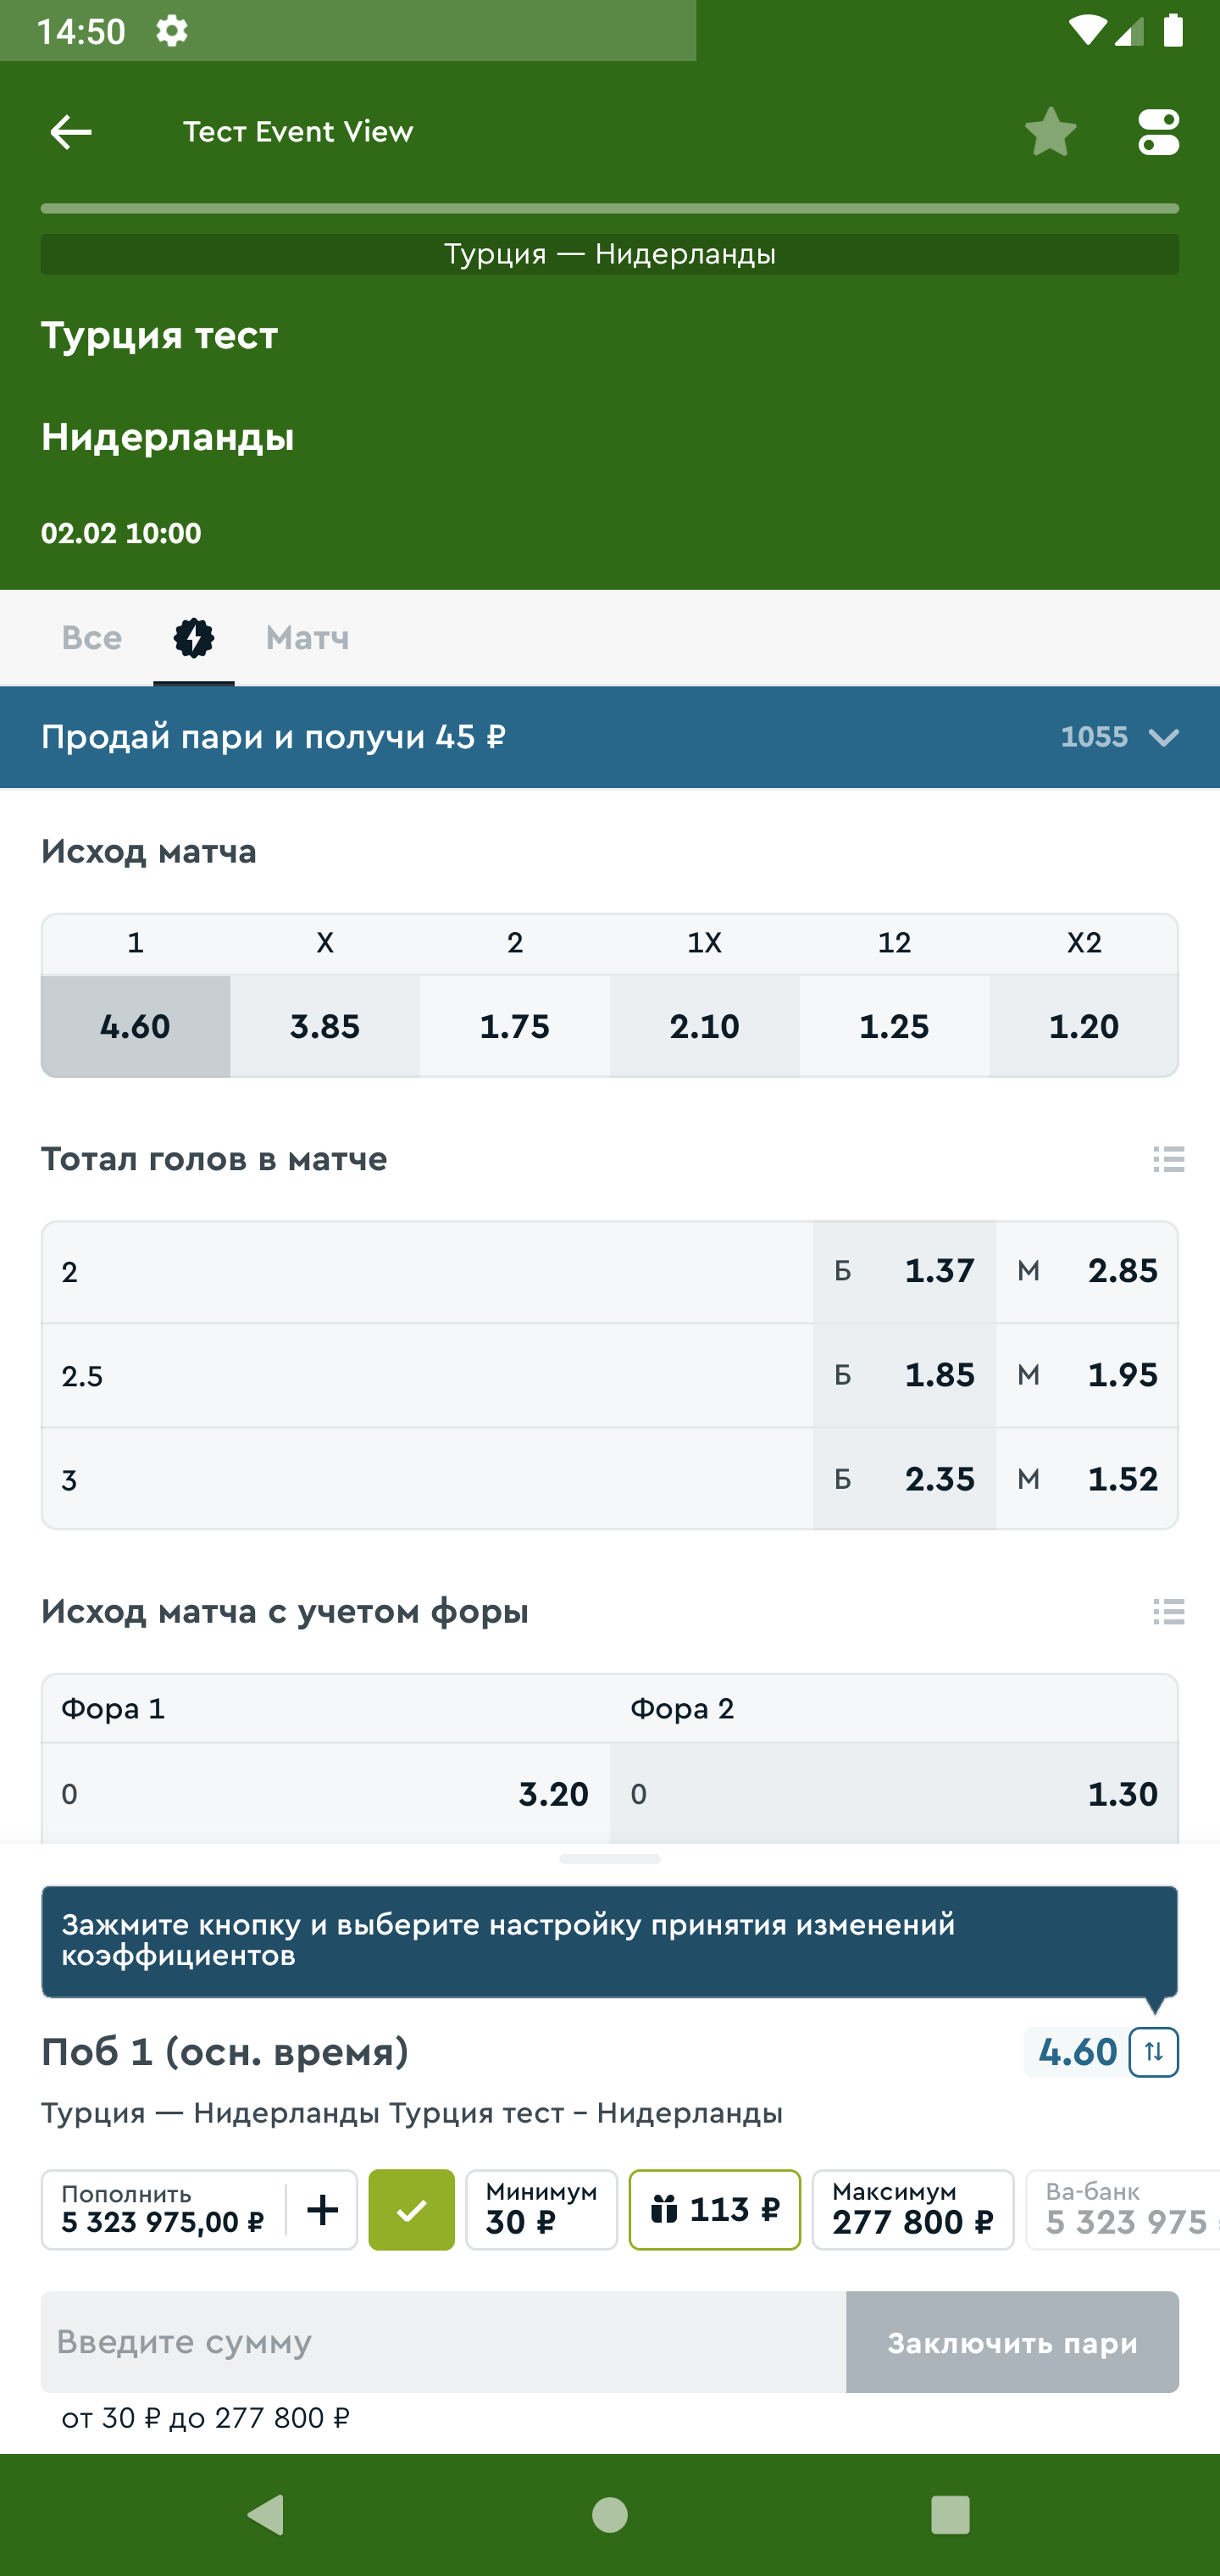 14:50
Тест Event View
Турция — Нидерланды
Турция тест
Нидерланды
02.02 10:00
Все
Матч
Продай пари и получи 45 ₽ 1055
Исход матча
1 X 2 1X 12 X2
4.60 3.85 1.75 2.10 1.25 1.20
Тотал голов в матче
2 Б 1.37 М 2.85
2.5 Б 1.85 М 1.95
3 Б 2.35 М 1.52
Исход матча с учетом форы
Фора 1 Фора 2
0 3.20 0 1.30
Зажмите кнопку и выберите настройку принятия изменений
коэффициентов
Поб 1 (осн. время) 4.60
Турция — Нидерланды Турция тест – Нидерланды
Пополнить
5 323 975,00 ₽
Минимум
30 ₽
113 ₽
Максимум
277 800 ₽
Ва-банк
5 323 975
Введите сумму
Заключить пари
от 30 ₽ до 277 800 ₽